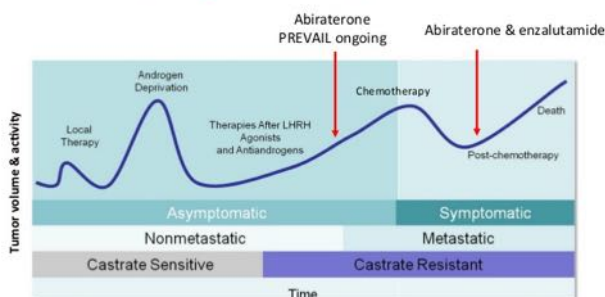 Abiraterone
PREVAIL ongoing
Abiraterone & enzalutamide
Androgen
Deprivation
Chemotherapy
Death
Local
Therapy
Therapies After LHRH
Agonists
and Antiandrogens
Post-chemotherapy
Tumor volume & activity
Asymptomatic
Symptomatic
Nonmetastatic
Metastatic
Castrate Sensitive
Castrate Resistant
Time